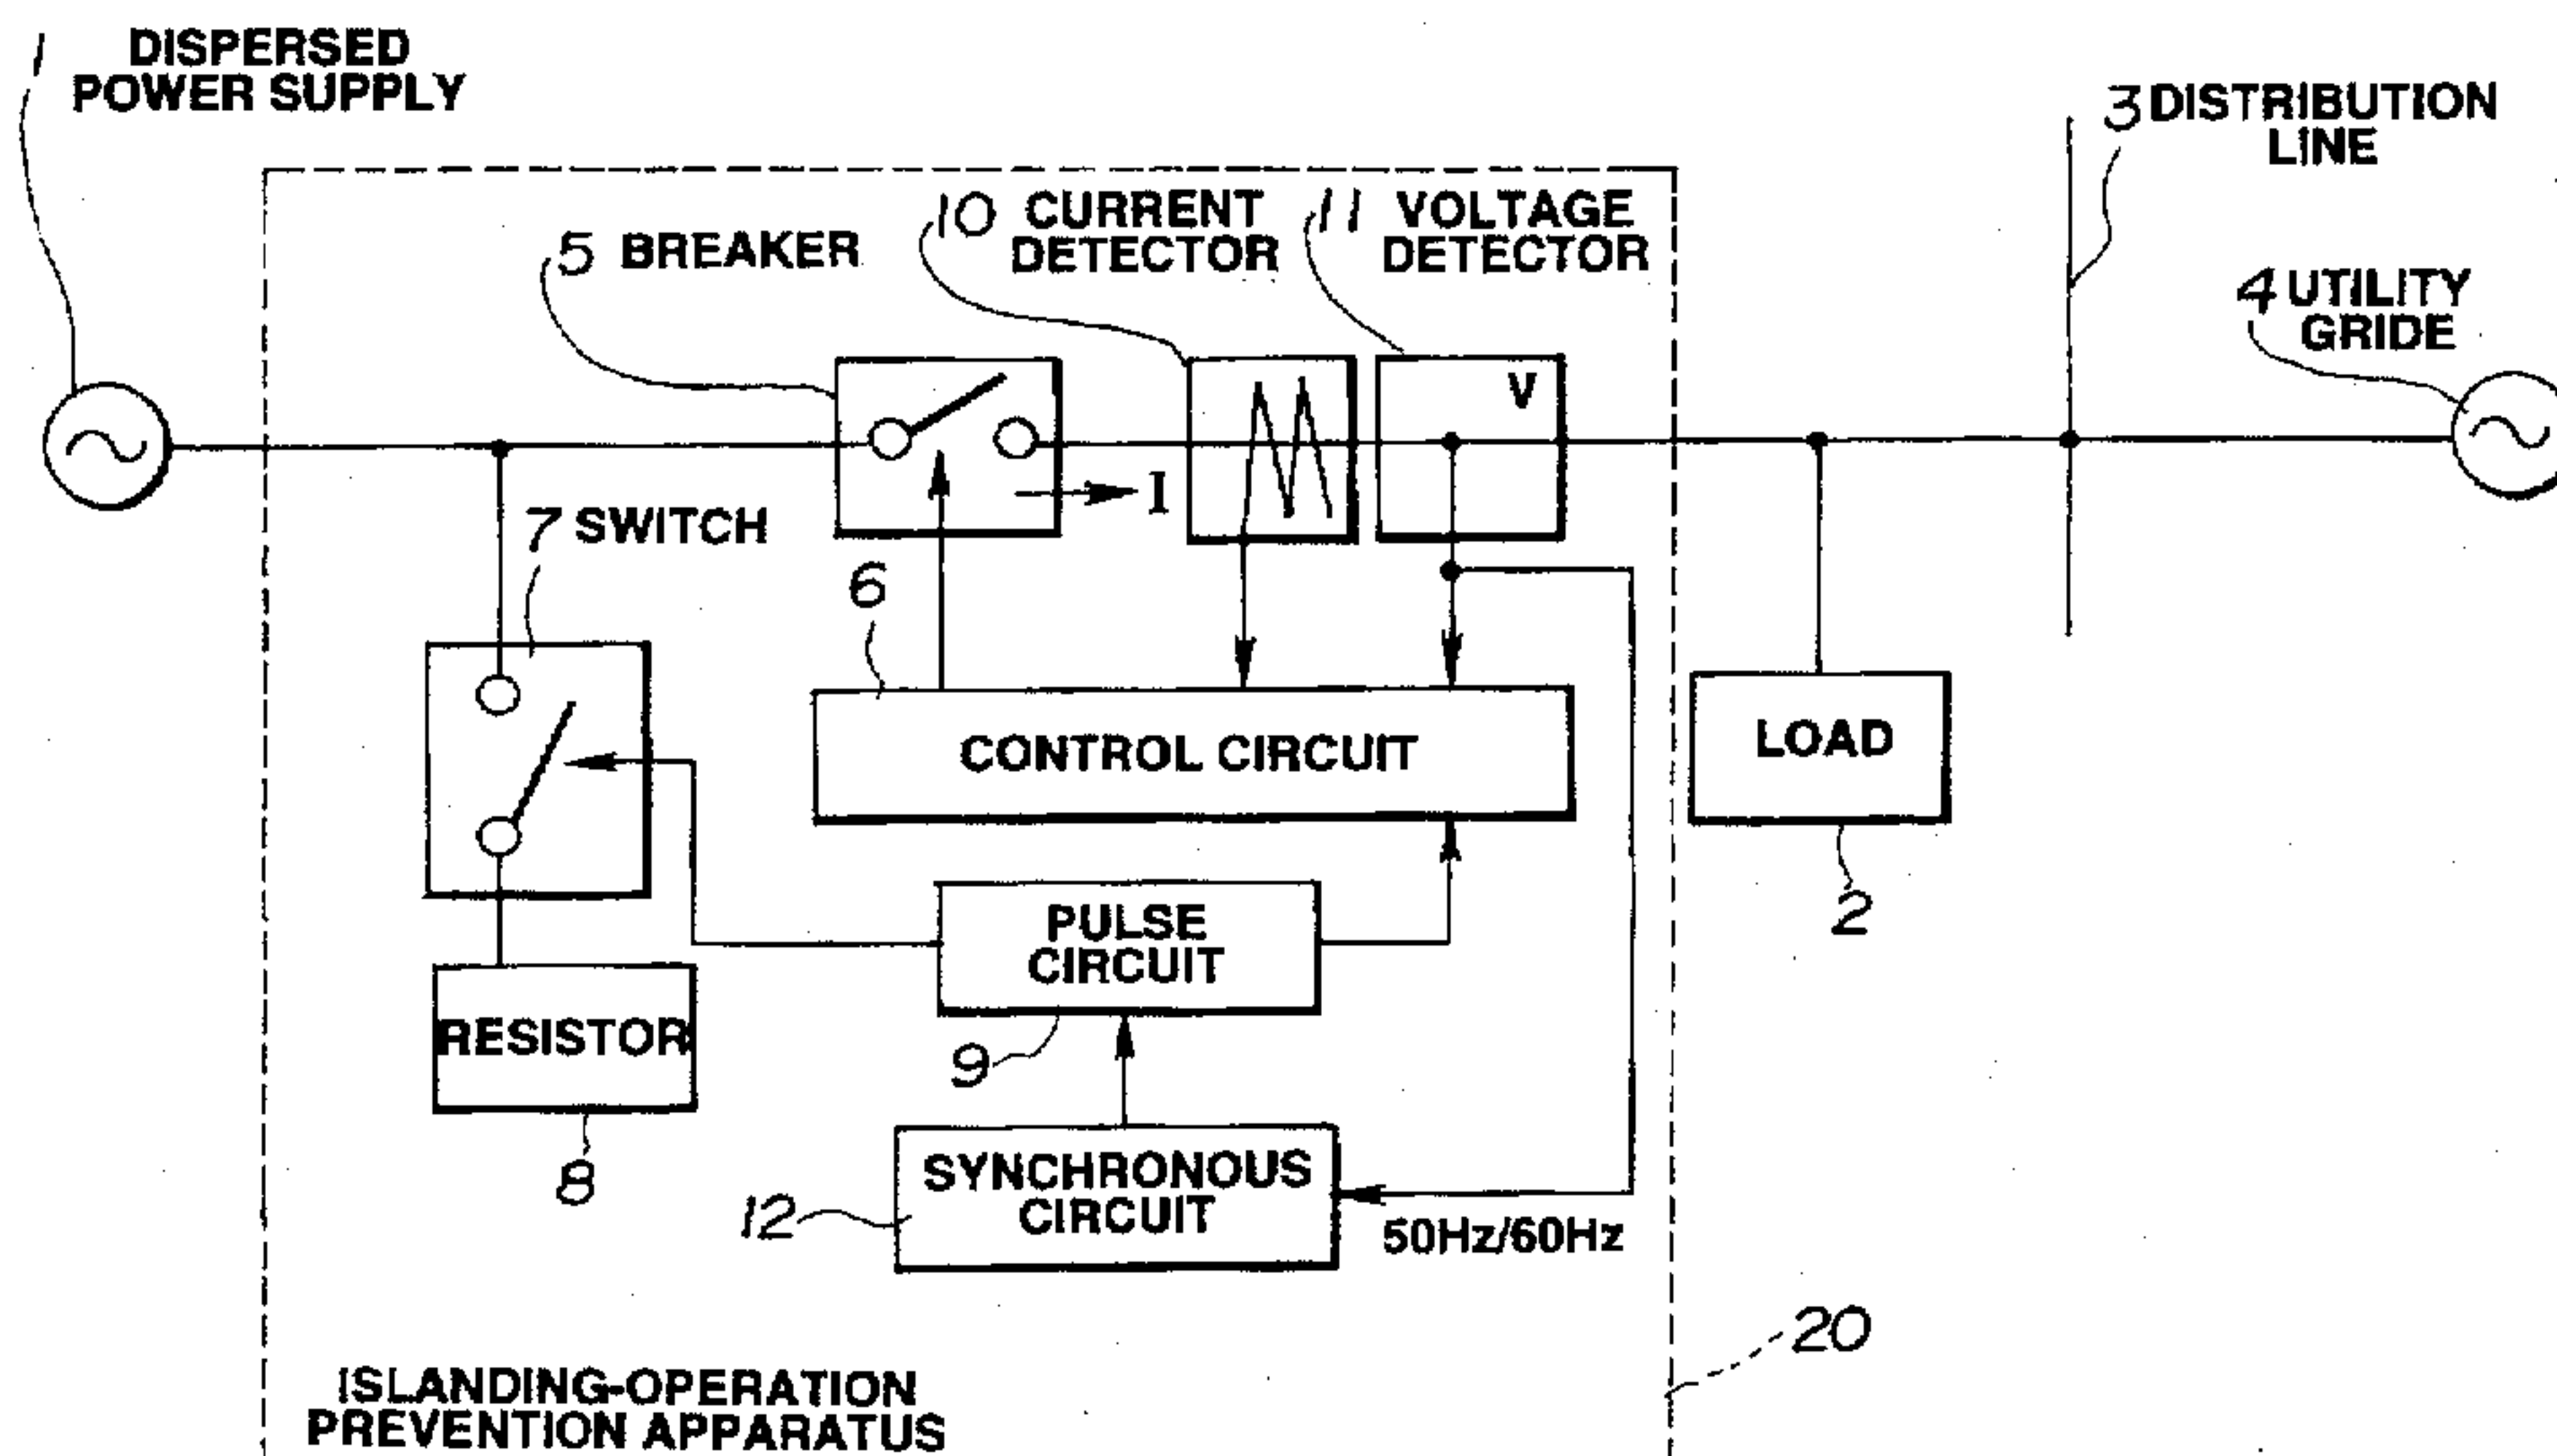 1 DISPERSED
POWER SUPPLY
3 DISTRIBUTION
LINE
10 CURRENT
DETECTOR
11 VOLTAGE
DETECTOR
5 BREAKER
4 UTILITY
GRIDE
V
I
7 SWITCH
6
CONTROL CIRCUIT
LOAD
2
PULSE
CIRCUIT
9
RESISTOR
8
SYNCHRONOUS
CIRCUIT
12
50Hz/60Hz
20
ISLANDING-OPERATION
PREVENTION APPARATUS